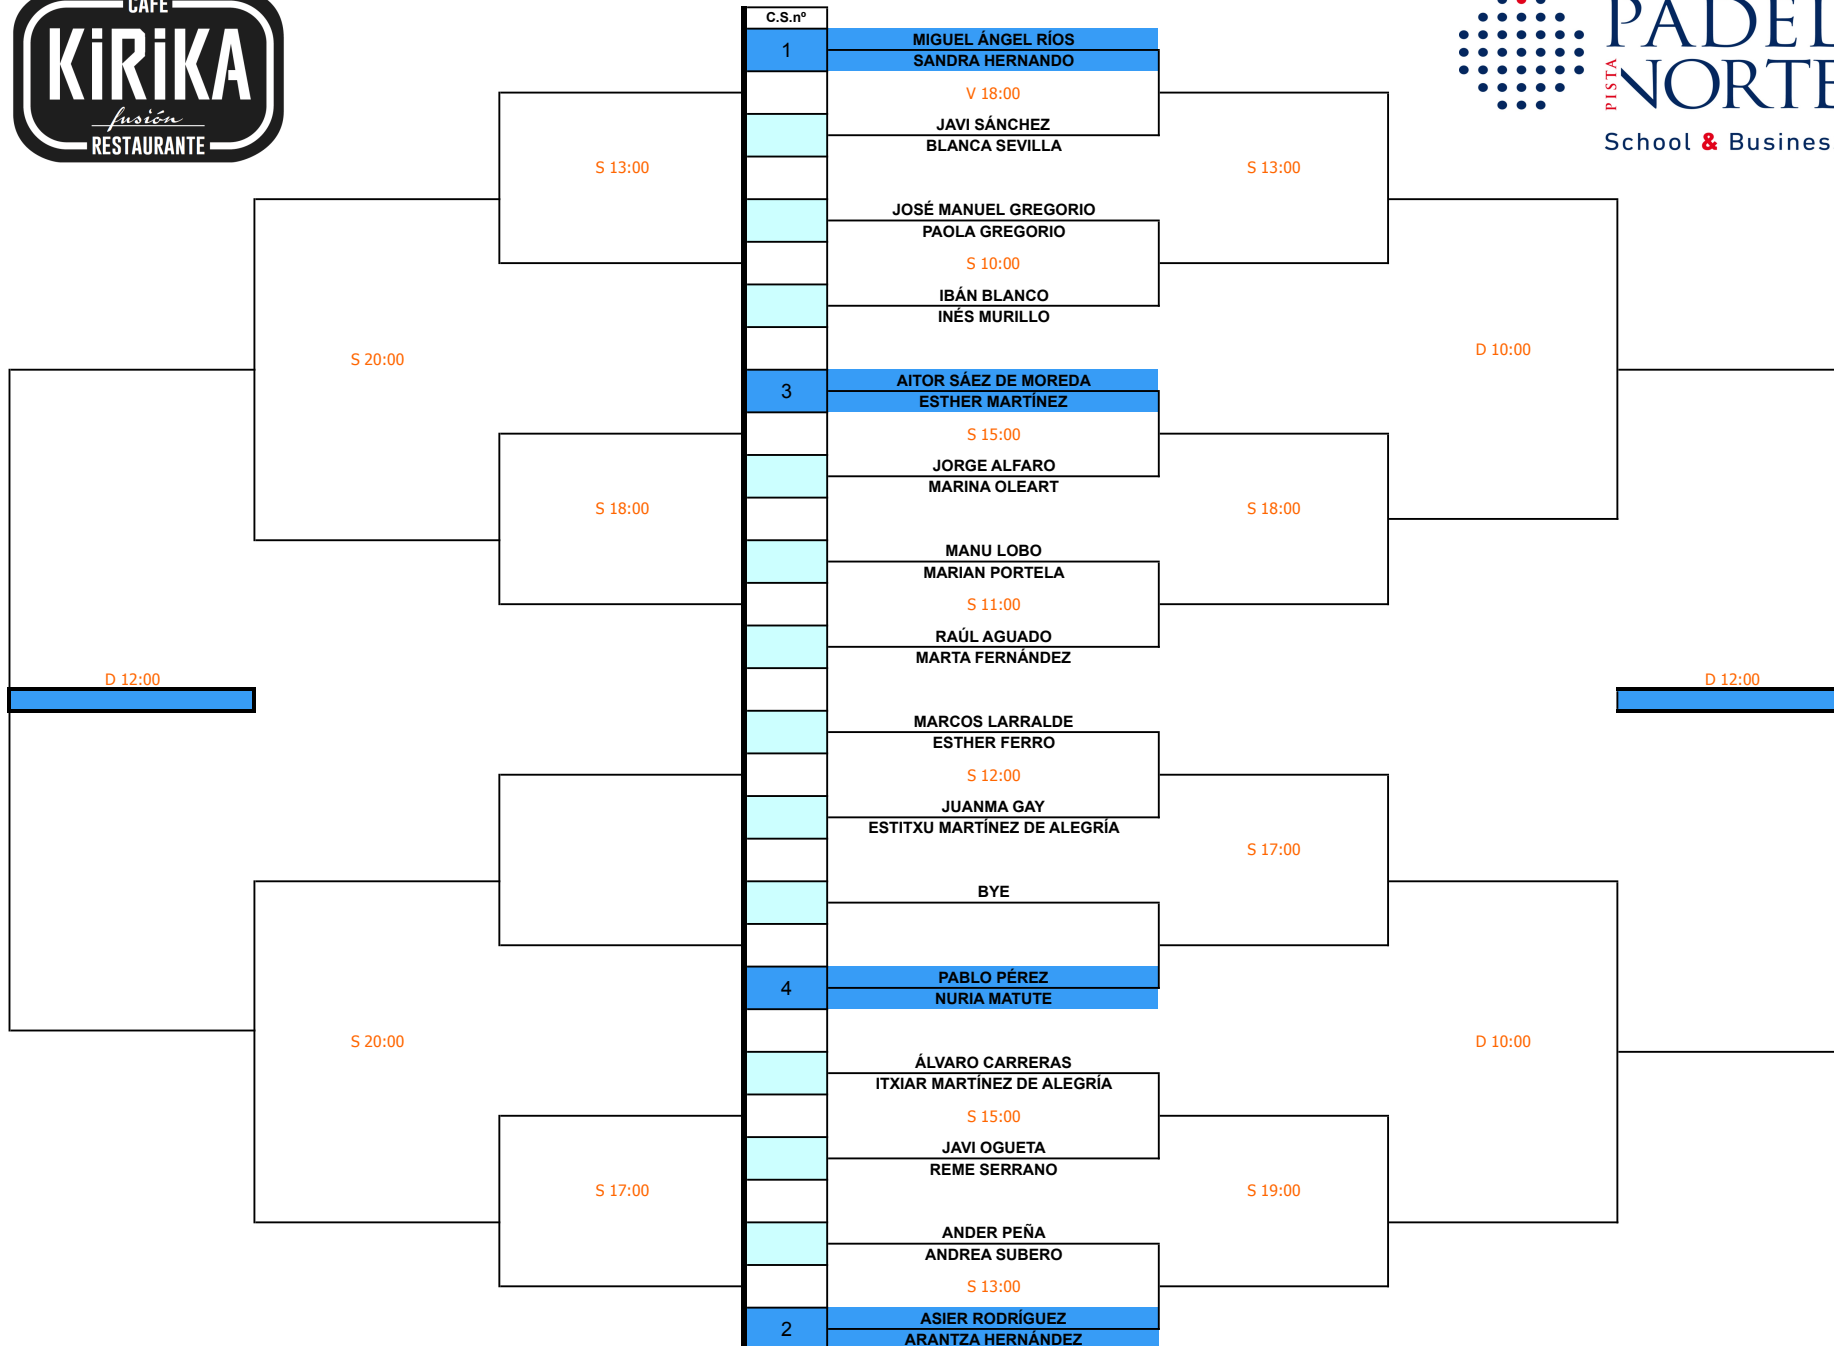 CAFÉ
KiRiKA
fusión
RESTAURANTE
PADEL
PISTA
NORTE
School & Busines
C.S.nº
1
MIGUEL ÁNGEL RÍOS
SANDRA HERNANDO
V 18:00
JAVI SÁNCHEZ
BLANCA SEVILLA
S 13:00
S 13:00
JOSÉ MANUEL GREGORIO
PAOLA GREGORIO
S 10:00
IBÁN BLANCO
INÉS MURILLO
S 20:00
D 10:00
3
AITOR SÁEZ DE MOREDA
ESTHER MARTÍNEZ
S 15:00
JORGE ALFARO
MARINA OLEART
S 18:00
S 18:00
MANU LOBO
MARIAN PORTELA
S 11:00
RAÚL AGUADO
MARTA FERNÁNDEZ
D 12:00
D 12:00
MARCOS LARRALDE
ESTHER FERRO
S 12:00
JUANMA GAY
ESTITXU MARTÍNEZ DE ALEGRÍA
S 17:00
BYE
4
PABLO PÉREZ
NURIA MATUTE
S 20:00
D 10:00
ÁLVARO CARRERAS
ITXIAR MARTÍNEZ DE ALEGRÍA
S 15:00
JAVI OGUETA
REME SERRANO
S 17:00
S 19:00
ANDER PEÑA
ANDREA SUBERO
S 13:00
2
ASIER RODRÍGUEZ
ARANTZA HERNÁNDEZ